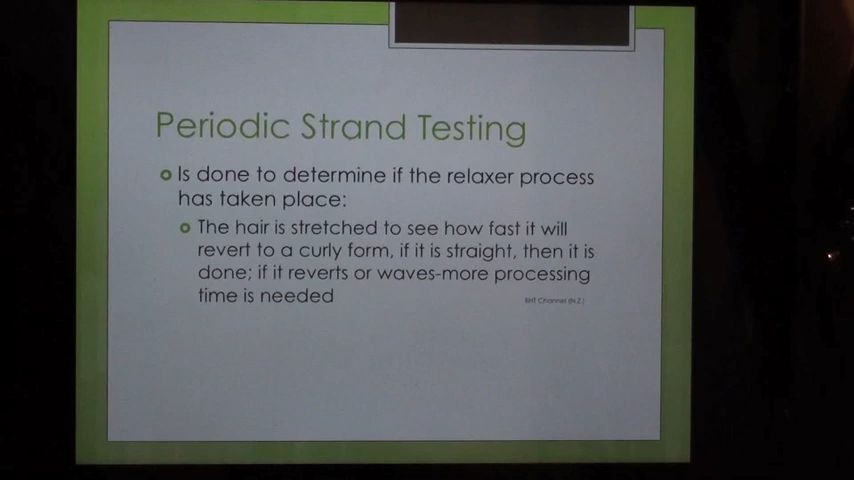 Periodic Strand Testing
Is done to determine if the relaxer process
has taken place:
The hair is stretched to see how fast it will
revert to a curly form, if it is straight, then it is
done; if it reverts or waves-more processing
time is needed
BHT Channel (N.Z.)